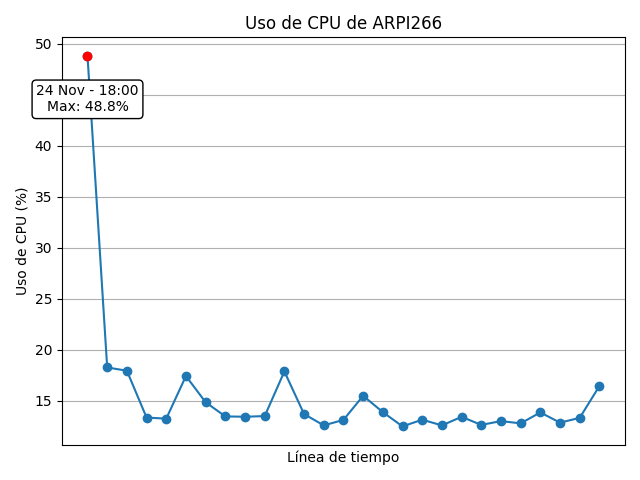 Uso de CPU de ARPI266
50
24 Nov - 18:00
Max: 48.8%
40
35
30
25
20
15
Uso de CPU (%)
Línea de tiempo